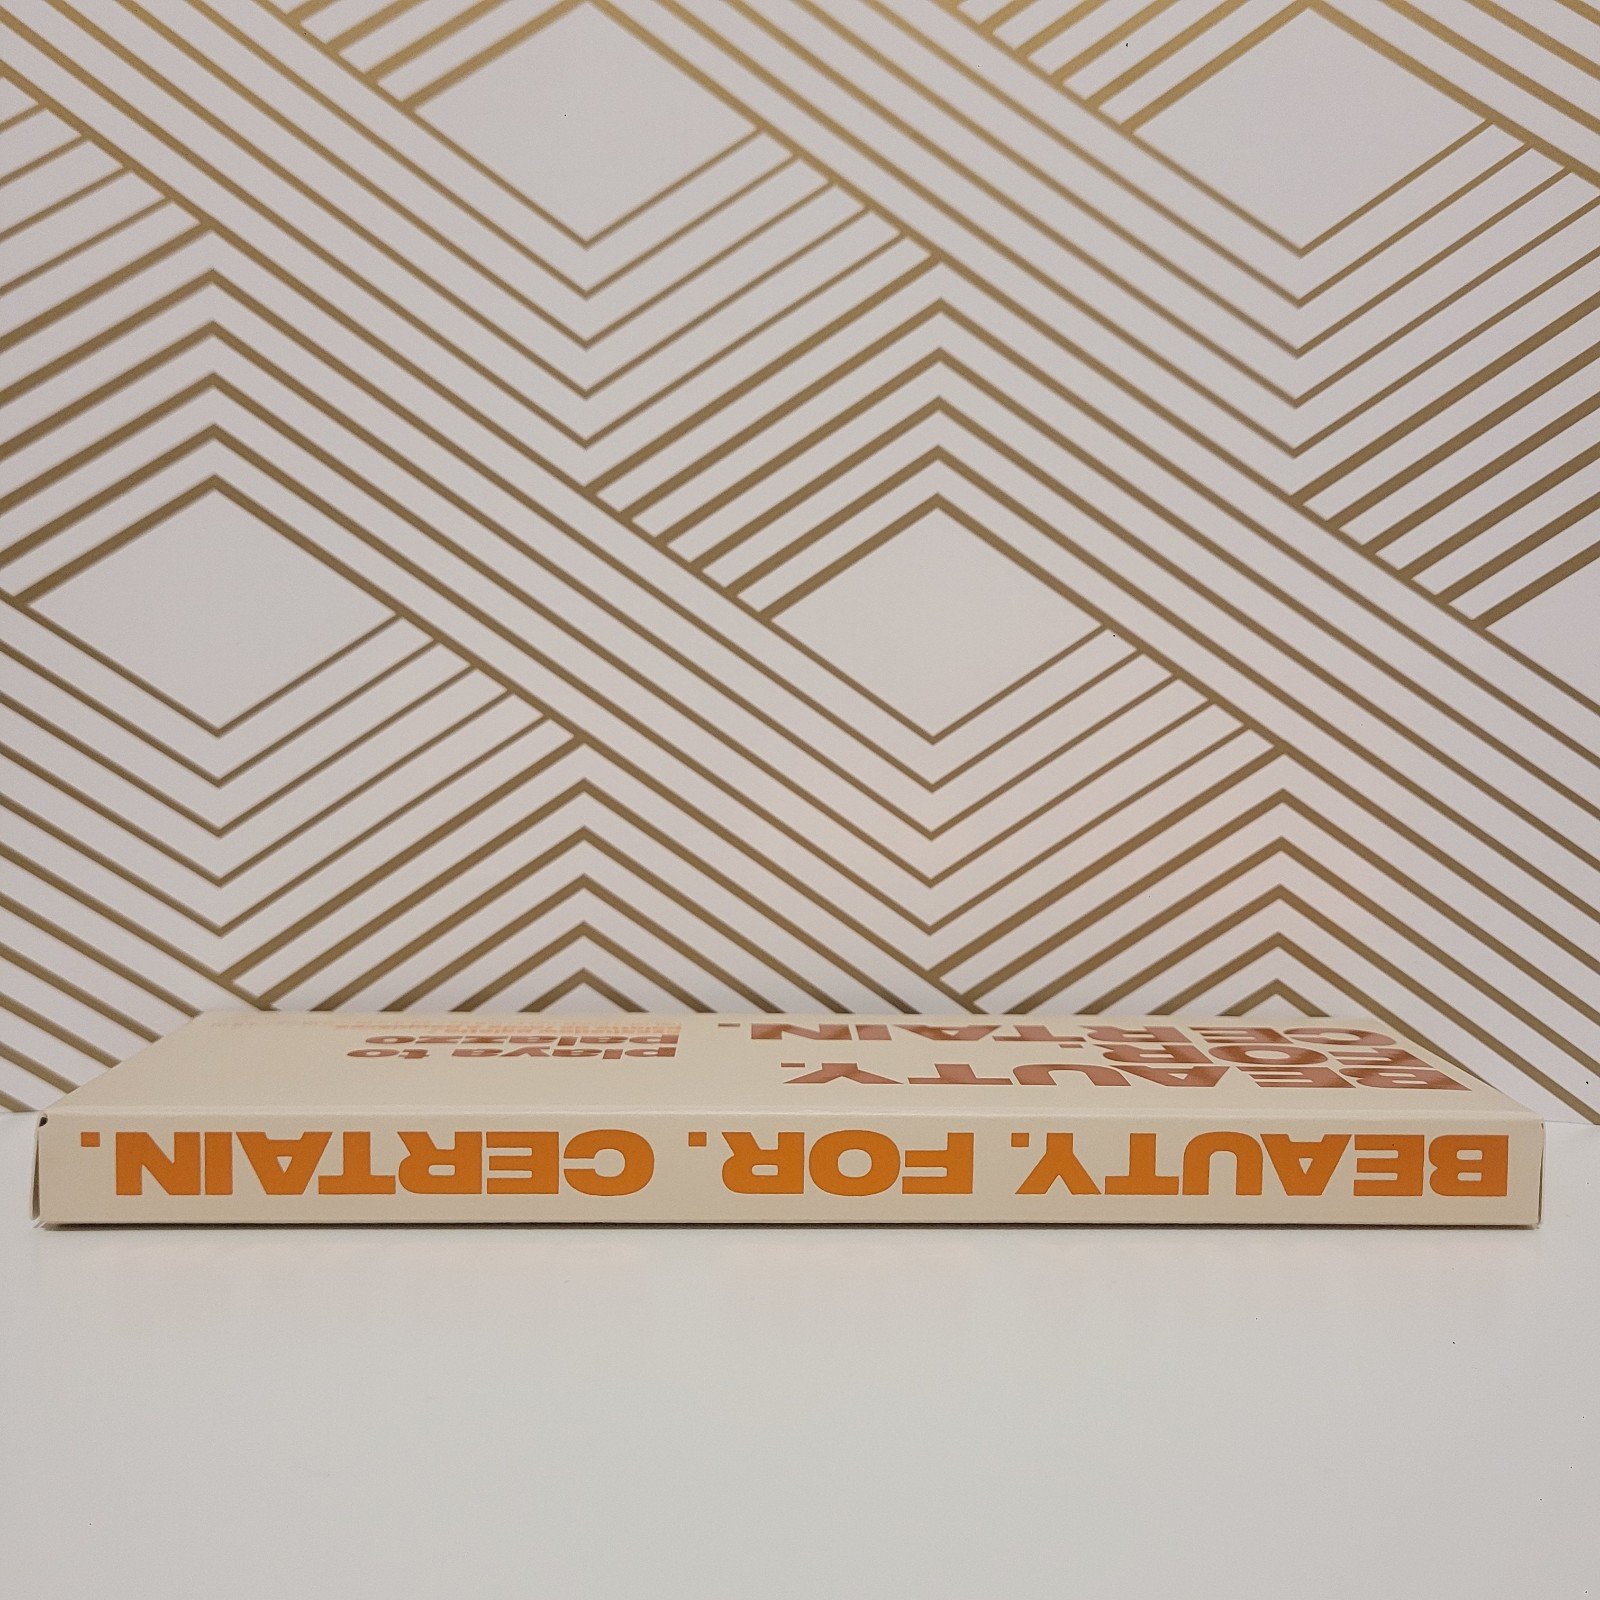 BEAUTY.
FOR.
CERTAIN.
playa to
palazzo
BEAUTY. FOR. CERTAIN.